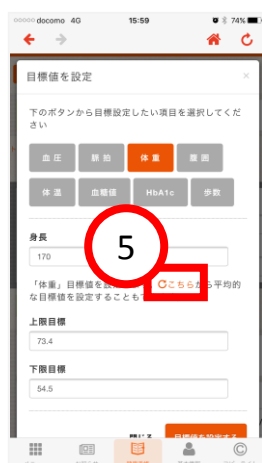 docomo 4G 15:59 74%
目標値を設定 ×
下のボタンから目標設定したい項目を選択してくだ
さい
血圧 脈拍 体重 腹囲
体温 血糖値 HbA1c 歩数
身長
170
5
「体重」目標値を設 こちらから平均的
な目標値を設定することも
上限目標
73.4
下限目標
54.5
閉じる 目標値を設定する